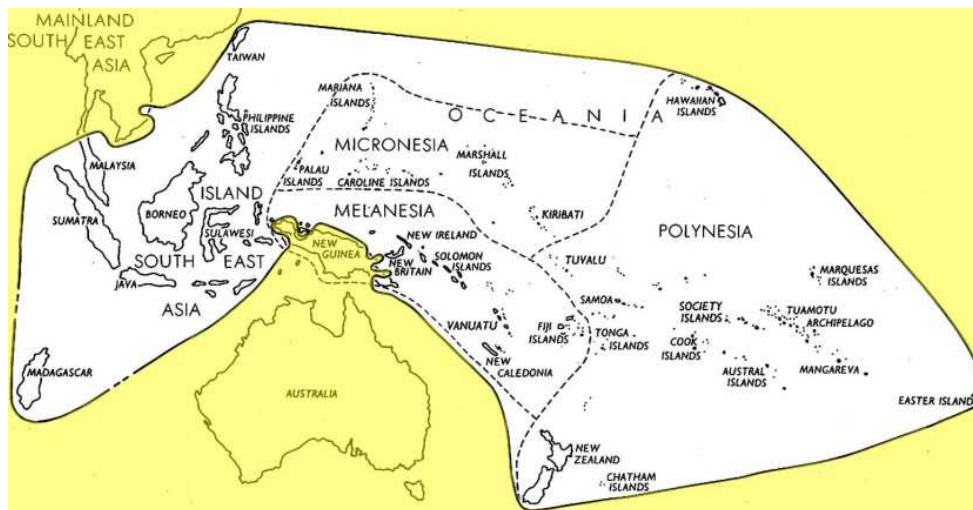 MAINLAND
SOUTH EAST
ASIA
TAIWAN
PHILIPPINE
ISLANDS
MALAYSIA
SUMATRA
BORNEO
ISLAND
SULAWESI
SOUTH EAST
JAVA
ASIA
MADAGASCAR
MARIANA
ISLANDS
OCEANIA
MICRONESIA
MARSHALL
ISLANDS
PALAU
ISLANDS
CAROLINE ISLANDS
KIRIBATI
MELANESIA
NEW IRELAND
NEW
GUINEA
NEW
BRITAIN
SOLOMON
ISLANDS
VANUATU
FIJI
ISLANDS
NEW
CALEDONIA
AUSTRALIA
HAWAIIAN
ISLANDS
POLYNESIA
TUVALU
SAMOA
TONGA
ISLANDS
MARQUESAS
ISLANDS
SOCIETY
ISLANDS
TUAMOTU
ARCHIPELAGO
COOK
ISLANDS
AUSTRAL
ISLANDS
MANGAREVA
EASTER ISLAND
NEW
ZEALAND
CHATHAM
ISLANDS